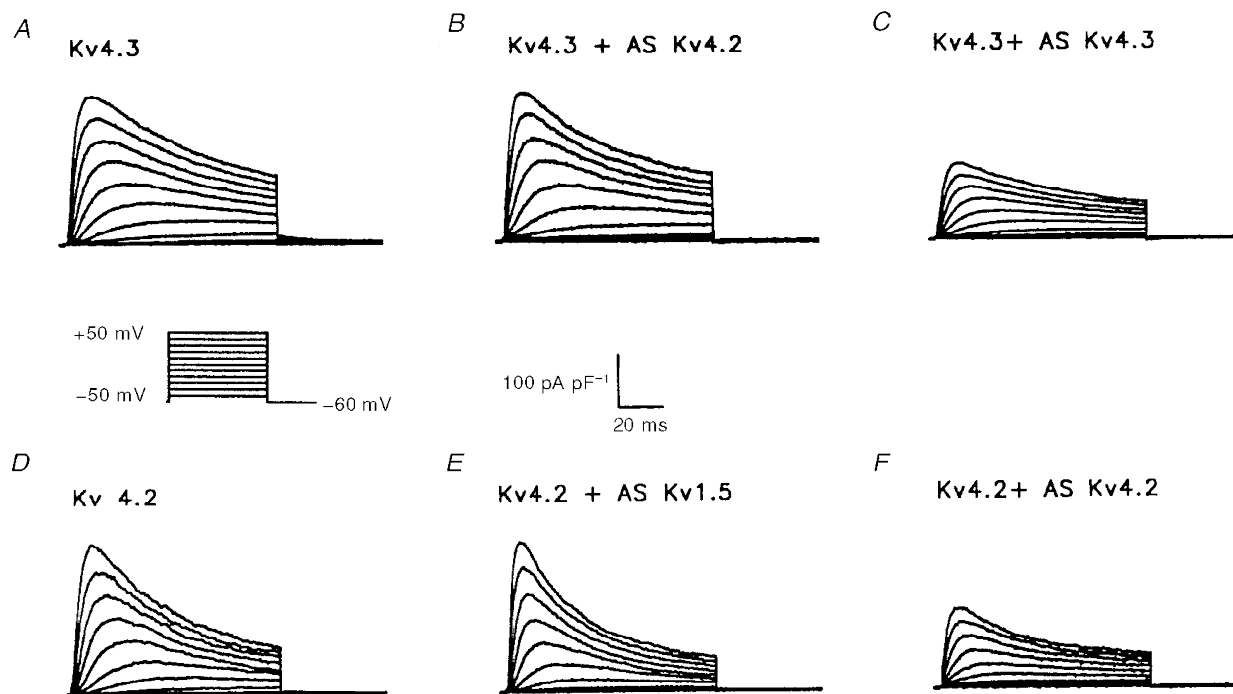 A
Kv4.3
B
Kv4.3 + AS Kv4.2
C
Kv4.3+ AS Kv4.3
+50 mV
−50 mV
−60 mV
100 pA pF⁻¹
20 ms
D
Kv 4.2
E
Kv4.2 + AS Kv1.5
F
Kv4.2+ AS Kv4.2